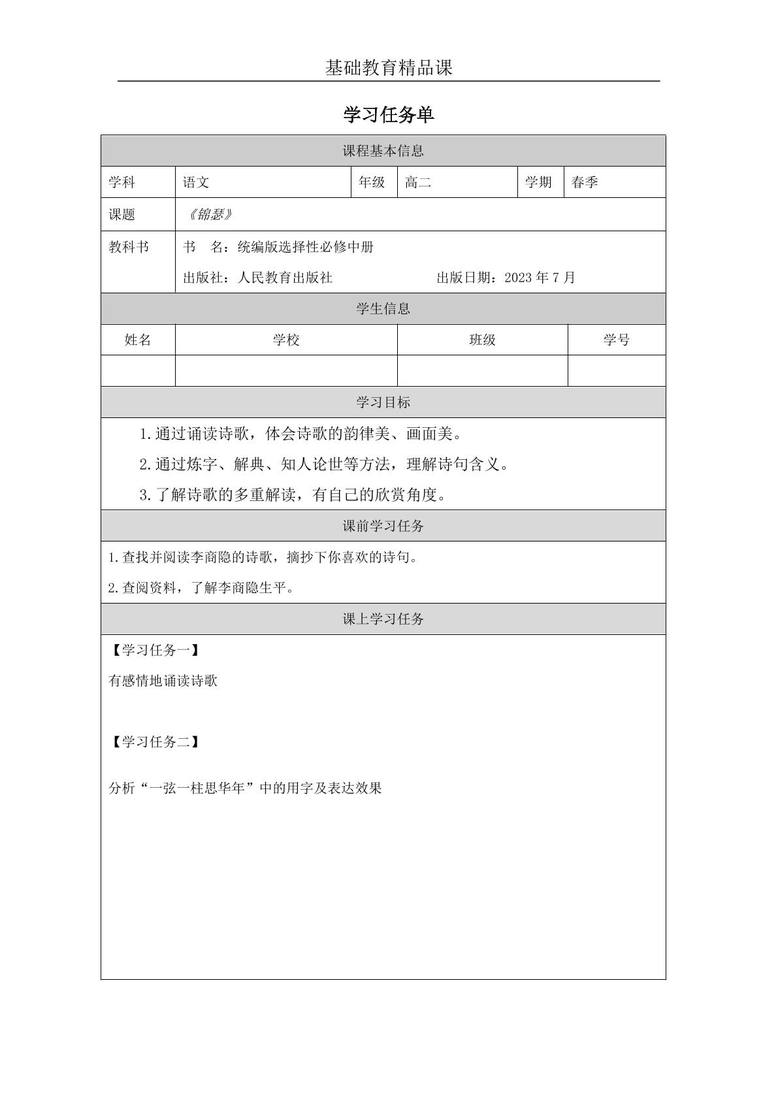 基础教育精品课
学习任务单
课程基本信息
学科 语文 年级 高二 学期 春季
课题 《锦瑟》
教科书 书 名：统编版选择性必修中册
出版社：人民教育出版社 出版日期：2023 年 7 月
学生信息
姓名 学校 班级 学号
学习目标
1.通过诵读诗歌，体会诗歌的韵律美、画面美。
2.通过炼字、解典、知人论世等方法，理解诗句含义。
3.了解诗歌的多重解读，有自己的欣赏角度。
课前学习任务
1.查找并阅读李商隐的诗歌，摘抄下你喜欢的诗句。
2.查阅资料，了解李商隐生平。
课上学习任务
【学习任务一】
有感情地诵读诗歌
【学习任务二】
分析“一弦一柱思华年”中的用字及表达效果